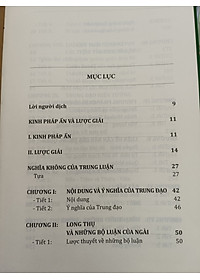 MỤC LỤC
Lời người dịch 9
KINH PHÁP ẤN VÀ LƯỢC GIẢI 11
I. KINH PHÁP ẤN 11
II. LƯỢC GIẢI 14
NGHĨA KHÔNG CỦA TRUNG LUẬN 27
Tựa 27
CHƯƠNG I: NỘI DUNG VÀ Ý NGHĨA CỦA TRUNG ĐẠO 42
- Tiết 1: Nội dung 42
- Tiết 2: Ý nghĩa của Trung đạo 46
CHƯƠNG II: LONG THỤ
VÀ NHỮNG BỘ LUẬN CỦA NGÀI 50
- Tiết 1: Lược thuyết về những bộ luận 50